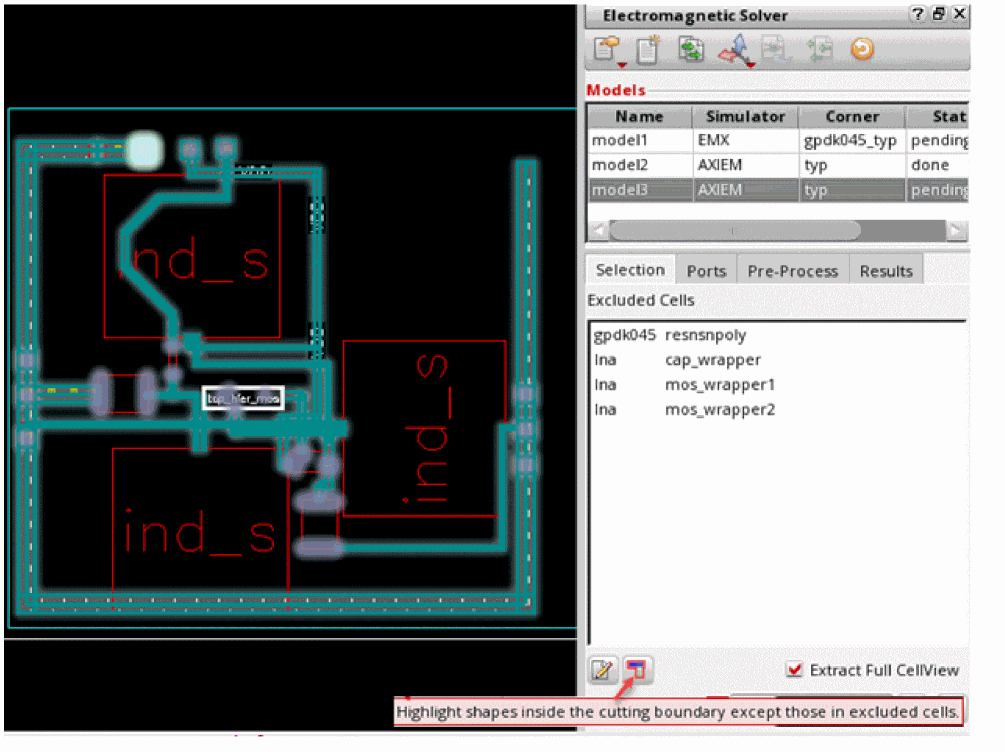 Electromagnetic Solver
Models
Name Simulator Corner Stat
model1 EMX gpdk045_typ pending
model2 AXIEM typ done
model3 AXIEM typ pending
Selection Ports Pre-Process Results
Excluded Cells
gpdk045 resnsnpoly
lna cap_wrapper
lna mos_wrapper1
lna mos_wrapper2
Extract Full CellView
Highlight shapes inside the cutting boundary except those in excluded cells.
ind_s
ind_s
top_hier_mos
ind_s